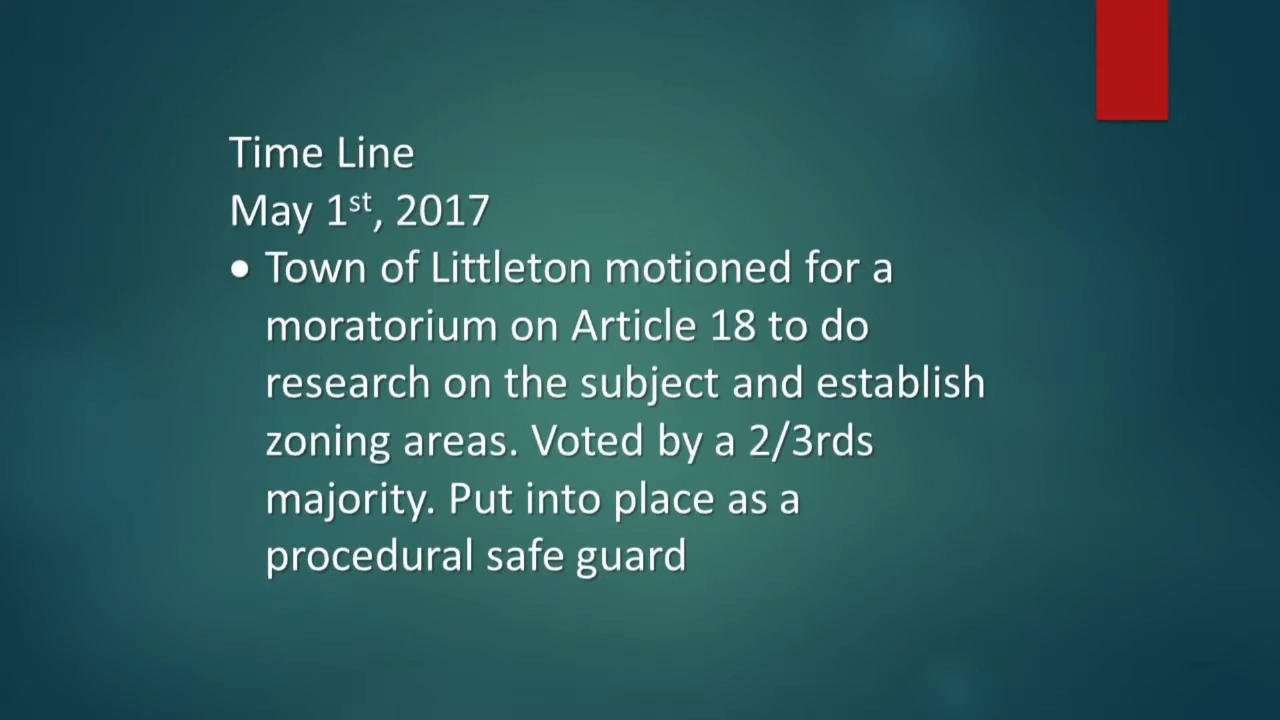 Time Line
May 1st, 2017
• Town of Littleton motioned for a
moratorium on Article 18 to do
research on the subject and establish
zoning areas. Voted by a 2/3rds
majority. Put into place as a
procedural safe guard